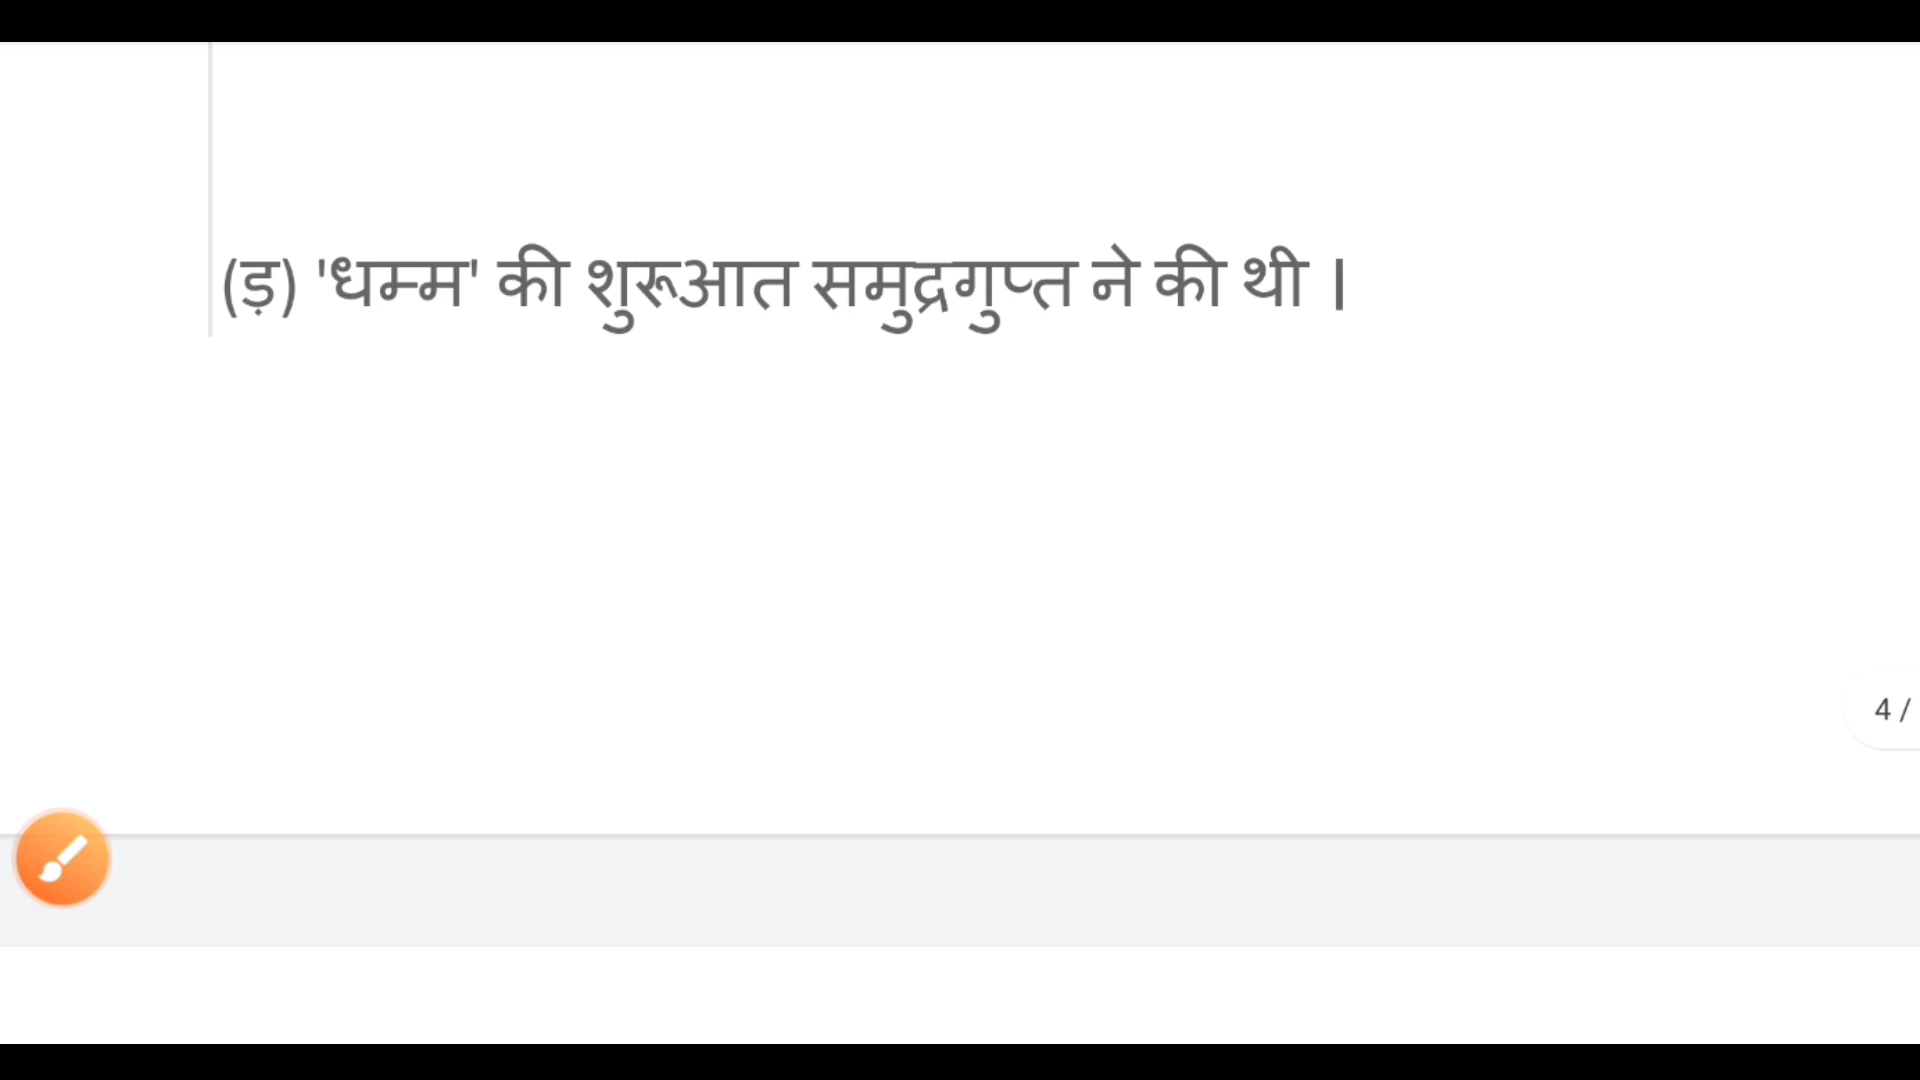 (ड़) 'धम्म' की शुरूआत समुद्रगुप्त ने की थी ।
4 /